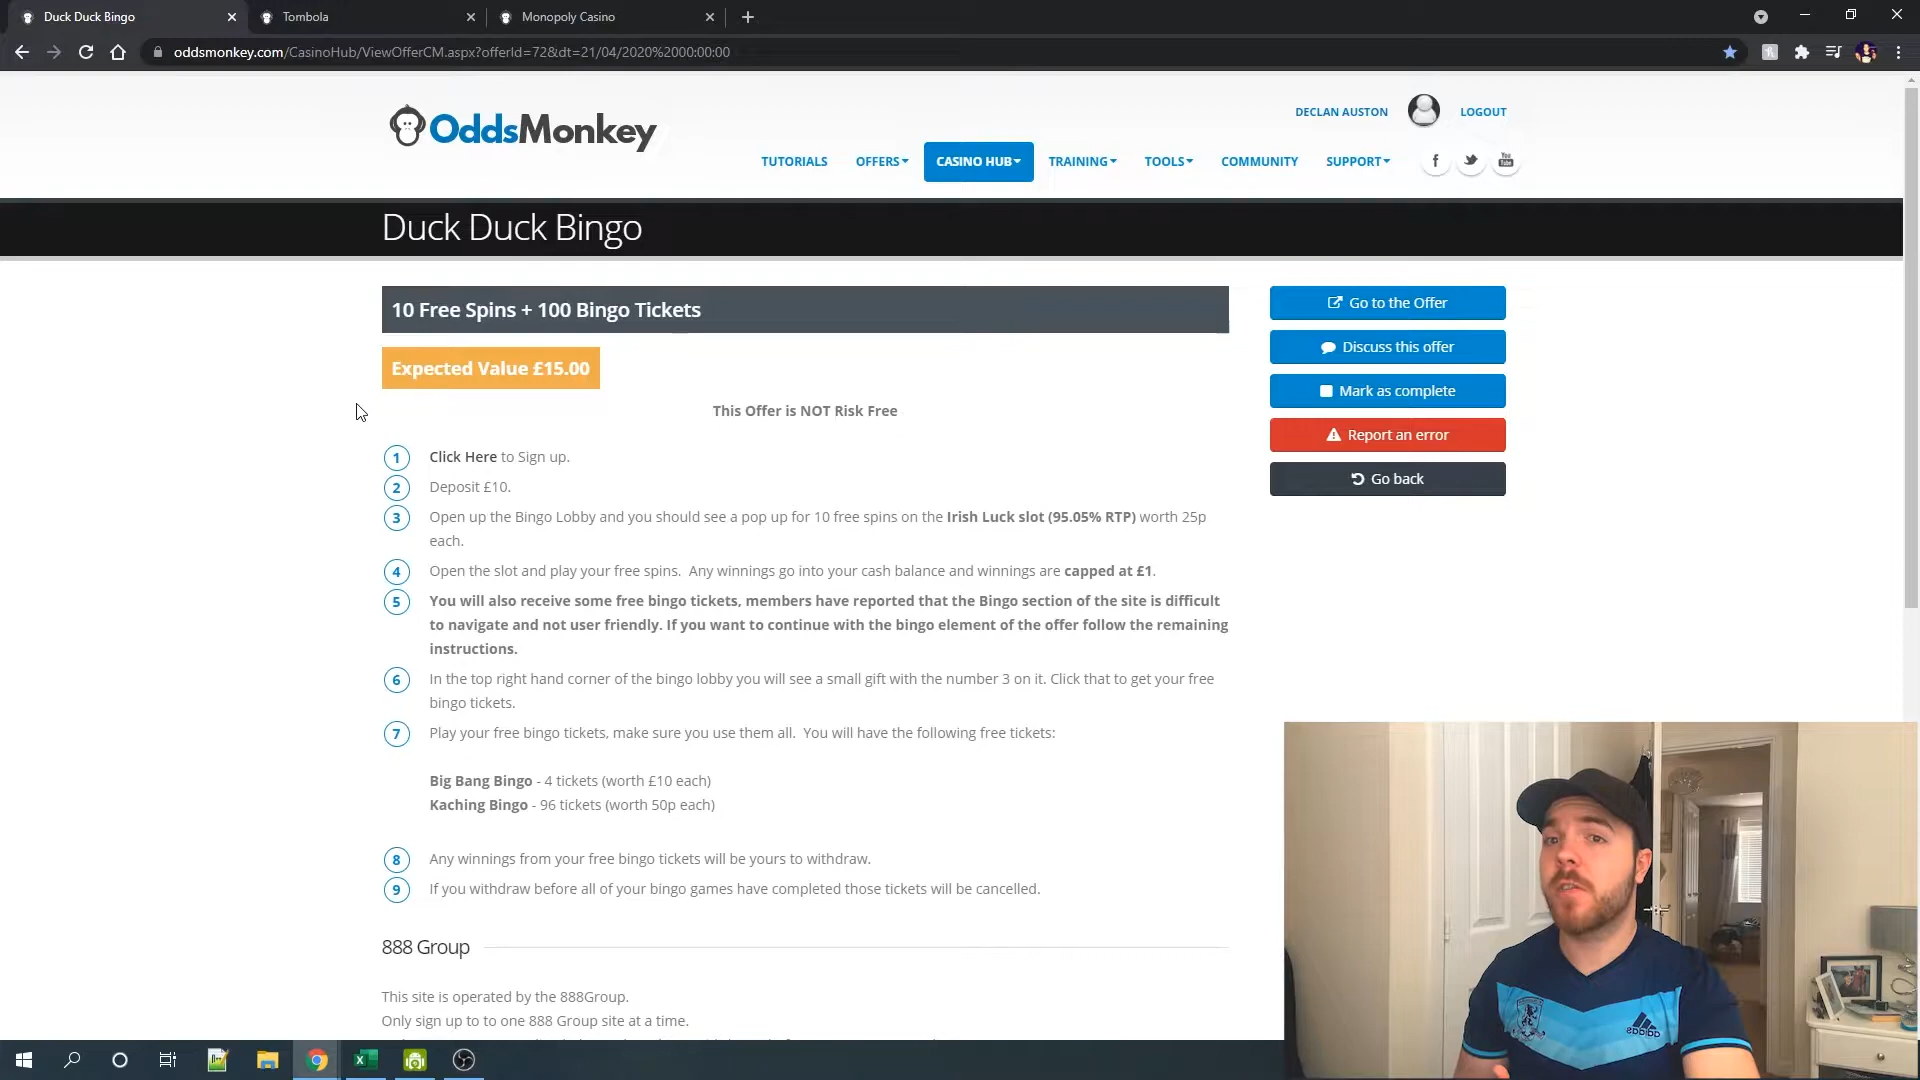 Duck Duck Bingo
Tombola
Monopoly Casino
oddsmonkey.com/CasinoHub/ViewOfferCM.aspx?offerId=72&dt=21/04/2020%2000:00:00
OddsMonkey
DECLAN AUSTON
LOGOUT
TUTORIALS
OFFERS
CASINO HUB
TRAINING
TOOLS
COMMUNITY
SUPPORT
Duck Duck Bingo
10 Free Spins + 100 Bingo Tickets
Expected Value £15.00
This Offer is NOT Risk Free
1 Click Here to Sign up.
2 Deposit £10.
3 Open up the Bingo Lobby and you should see a pop up for 10 free spins on the Irish Luck slot (95.05% RTP) worth 25p
each.
4 Open the slot and play your free spins. Any winnings go into your cash balance and winnings are capped at £1.
5 You will also receive some free bingo tickets, members have reported that the Bingo section of the site is difficult
to navigate and not user friendly. If you want to continue with the bingo element of the offer follow the remaining
instructions.
6 In the top right hand corner of the bingo lobby you will see a small gift with the number 3 on it. Click that to get your free
bingo tickets.
7 Play your free bingo tickets, make sure you use them all. You will have the following free tickets:
Big Bang Bingo - 4 tickets (worth £10 each)
Kaching Bingo - 96 tickets (worth 50p each)
8 Any winnings from your free bingo tickets will be yours to withdraw.
9 If you withdraw before all of your bingo games have completed those tickets will be cancelled.
888 Group
This site is operated by the 888Group.
Only sign up to to one 888 Group site at a time.
Go to the Offer
Discuss this offer
Mark as complete
Report an error
Go back